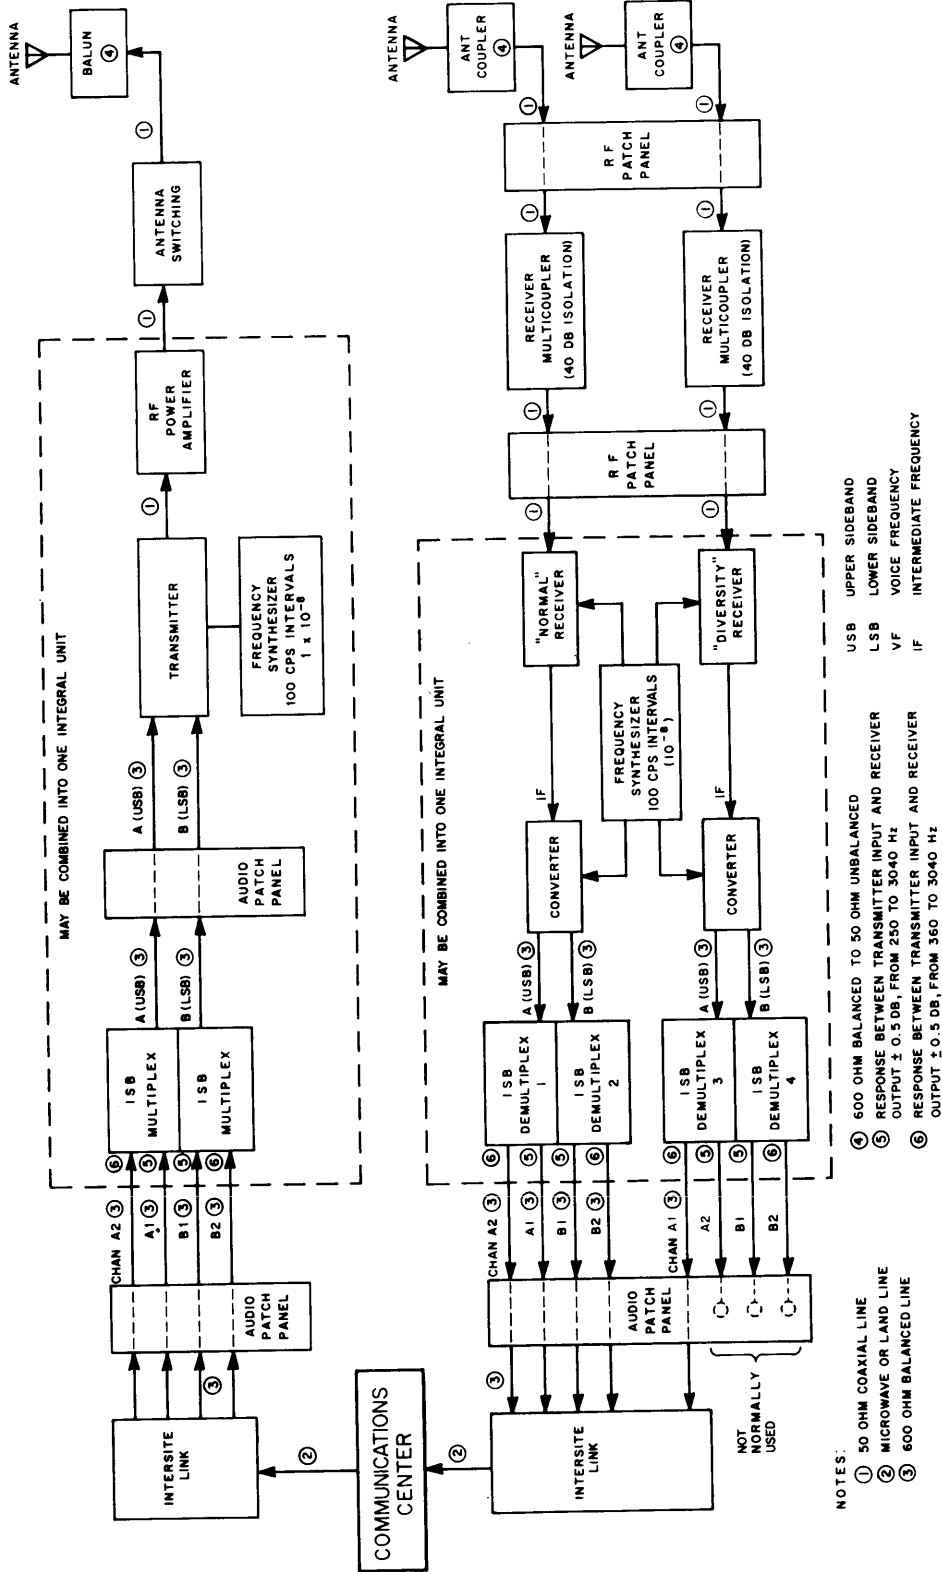 COMMUNICATIONS
CENTER
②
INTERSITE
LINK
③
AUDIO
PATCH
PANEL
CHAN A2 ③
A1 ③
B1 ③
B2 ③
MAY BE COMBINED INTO ONE INTEGRAL UNIT
⑥
⑤
⑤
⑥
ISB
MULTIPLEX
ISB
MULTIPLEX
A (USB) ③
B (LSB) ③
AUDIO
PATCH
PANEL
A (USB) ③
B (LSB) ③
TRANSMITTER
FREQUENCY
SYNTHESIZER
100 CPS INTERVALS
1 x 10⁻⁸
①
RF
POWER
AMPLIFIER
①
ANTENNA
SWITCHING
①
BALUN
④
ANTENNA
ANTENNA
ANT
COUPLER
④
ANTENNA
ANT
COUPLER
④
①
①
RF
PATCH
PANEL
①
①
RECEIVER
MULTICOUPLER
(40 DB ISOLATION)
RECEIVER
MULTICOUPLER
(40 DB ISOLATION)
①
①
RF
PATCH
PANEL
①
①
MAY BE COMBINED INTO ONE INTEGRAL UNIT
"NORMAL"
RECEIVER
"DIVERSITY"
RECEIVER
FREQUENCY
SYNTHESIZER
100 CPS INTERVALS
(10⁻⁸)
IF
IF
CONVERTER
CONVERTER
A (USB) ③
B (LSB) ③
A (USB) ③
B (LSB) ③
ISB
DEMULTIPLEX
1
ISB
DEMULTIPLEX
2
ISB
DEMULTIPLEX
3
ISB
DEMULTIPLEX
4
⑥
⑤
⑤
⑥
⑥
⑤
⑤
⑥
CHAN A2 ③
A1 ③
B1 ③
B2 ③
CHAN A1 ③
A2
B1
B2
AUDIO
PATCH
PANEL
NOT
NORMALLY
USED
③
INTERSITE
LINK
②
NOTES:
① 50 OHM COAXIAL LINE
② MICROWAVE OR LAND LINE
③ 600 OHM BALANCED LINE
④ 600 OHM BALANCED TO 50 OHM UNBALANCED
⑤ RESPONSE BETWEEN TRANSMITTER INPUT AND RECEIVER
OUTPUT ± 0.5 DB, FROM 250 TO 3040 Hz
⑥ RESPONSE BETWEEN TRANSMITTER INPUT AND RECEIVER
OUTPUT ± 0.5 DB, FROM 360 TO 3040 Hz
USB UPPER SIDEBAND
LSB LOWER SIDEBAND
VF VOICE FREQUENCY
IF INTERMEDIATE FREQUENCY